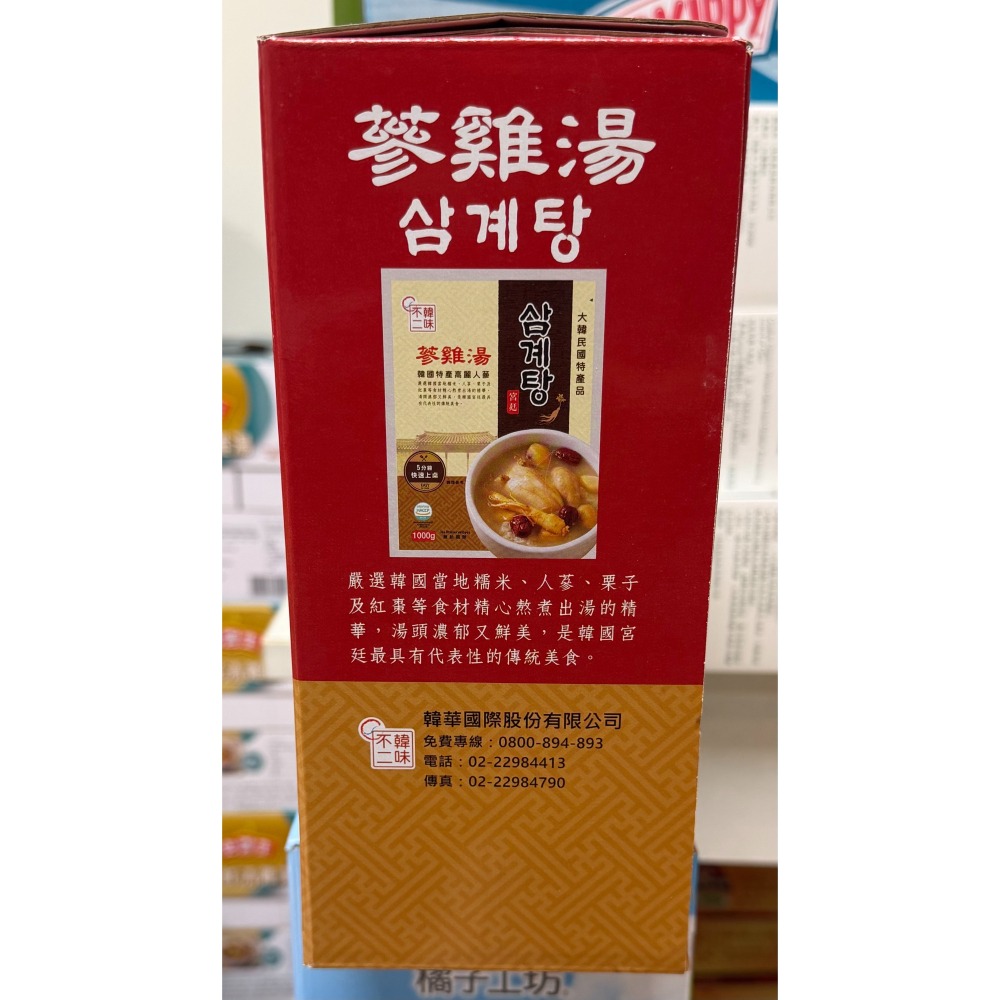 蔘雞湯
삼계탕
不二 韓味
蔘雞湯
韓國特產高麗人蔘
삼계탕
宮廷
大韓民國特產品
5分鐘
快速上桌
HACCP
1000g
嚴選韓國當地糯米、人蔘、栗子
及紅棗等食材精心熬煮出湯的精
華，湯頭濃郁又鮮美，是韓國宮
廷最具有代表性的傳統美食。
不二 韓味
韓華國際股份有限公司
免費專線：0800-894-893
電話：02-22984413
傳真：02-22984790
橘子工坊